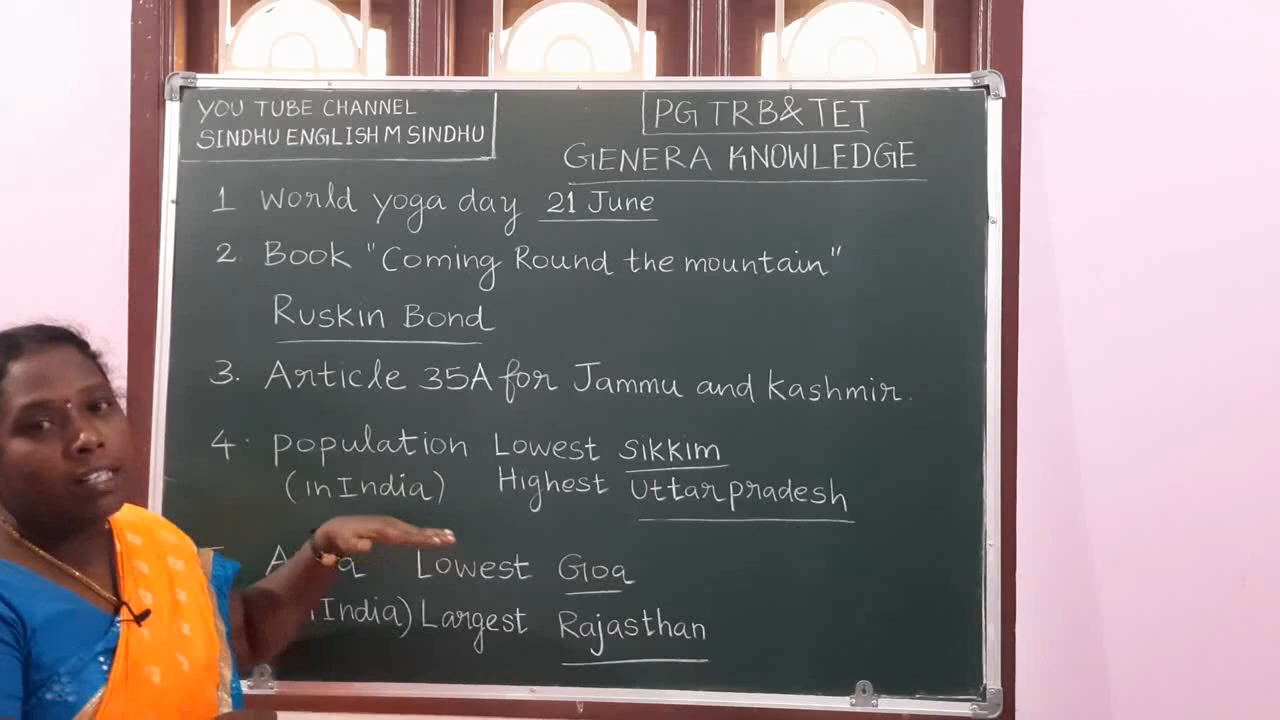 YOU TUBE CHANNEL
SINDHU ENGLISH M SINDHU
PG TRB & TET
GENERA KNOWLEDGE
1 World yoga day 21 June
2. Book "Coming Round the mountain"
Ruskin Bond
3. Article 35A for Jammu and Kashmir.
4. population Lowest Sikkim
(in India) Highest Uttarpradesh
Lowest Goa
India) Largest Rajasthan